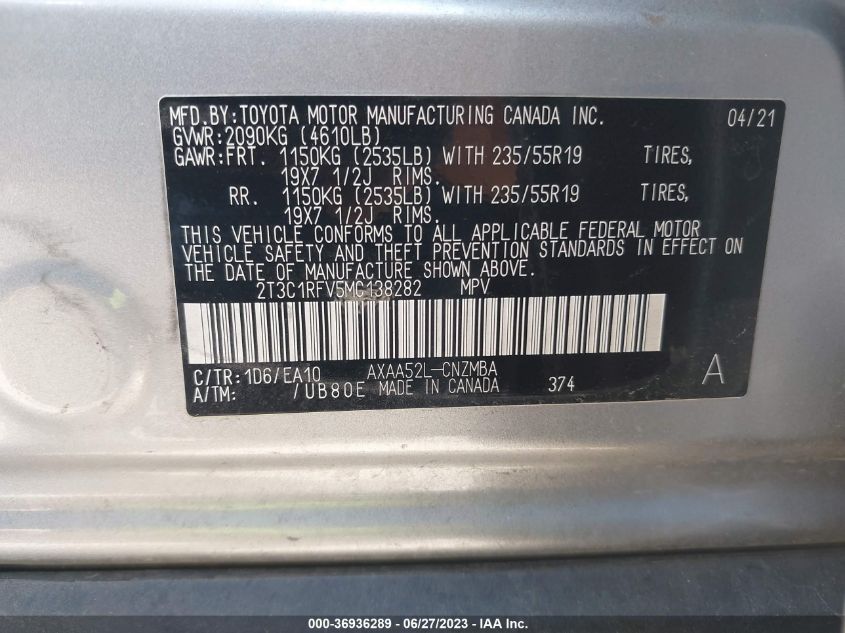 MFD.BY:TOYOTA MOTOR MANUFACTURING CANADA INC. 04/21
GVWR:2090KG (4610LB)
GAWR:FRT. 1150KG (2535LB) WITH 235/55R19 TIRES,
19X7 1/2J RIMS.
RR. 1150KG (2535LB) WITH 235/55R19 TIRES,
19X7 1/2J RIMS.
THIS VEHICLE CONFORMS TO ALL APPLICABLE FEDERAL MOTOR
VEHICLE SAFETY AND THEFT PREVENTION STANDARDS IN EFFECT ON
THE DATE OF MANUFACTURE SHOWN ABOVE.
2T3C1RFV5MC138282 MPV
C/TR:1D6/EA10 AXAA52L-CNZMBA
A/TM: /UB80E MADE IN CANADA 374 A
000-36936289 - 06/27/2023 - IAA Inc.